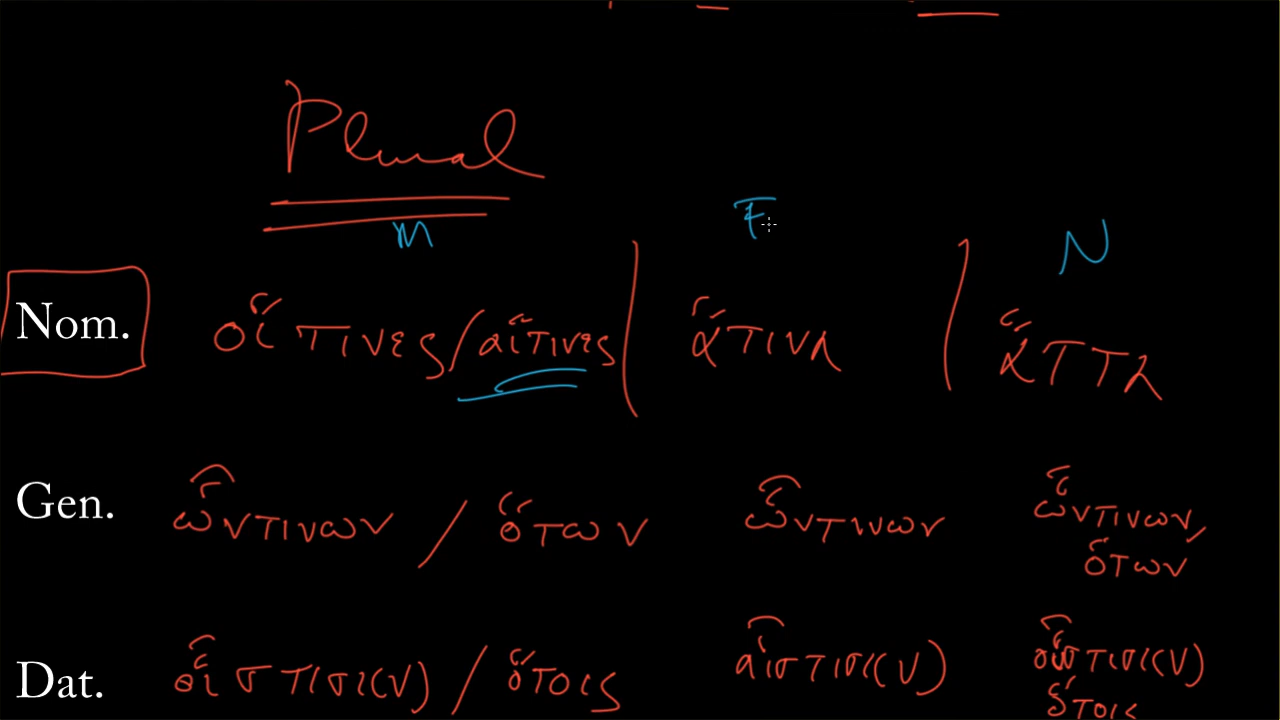 Plural
M F N
Nom. οἵτινες/αἵτινες | ἅτινα | ἅττα
Gen. ὧντινων / ὅτων ὧντινων ὧντινων,
ὅτων
Dat. οἷστισι(ν) / ὅτοις αἷστισι(ν) οἷστισι(ν)
ὅτοις